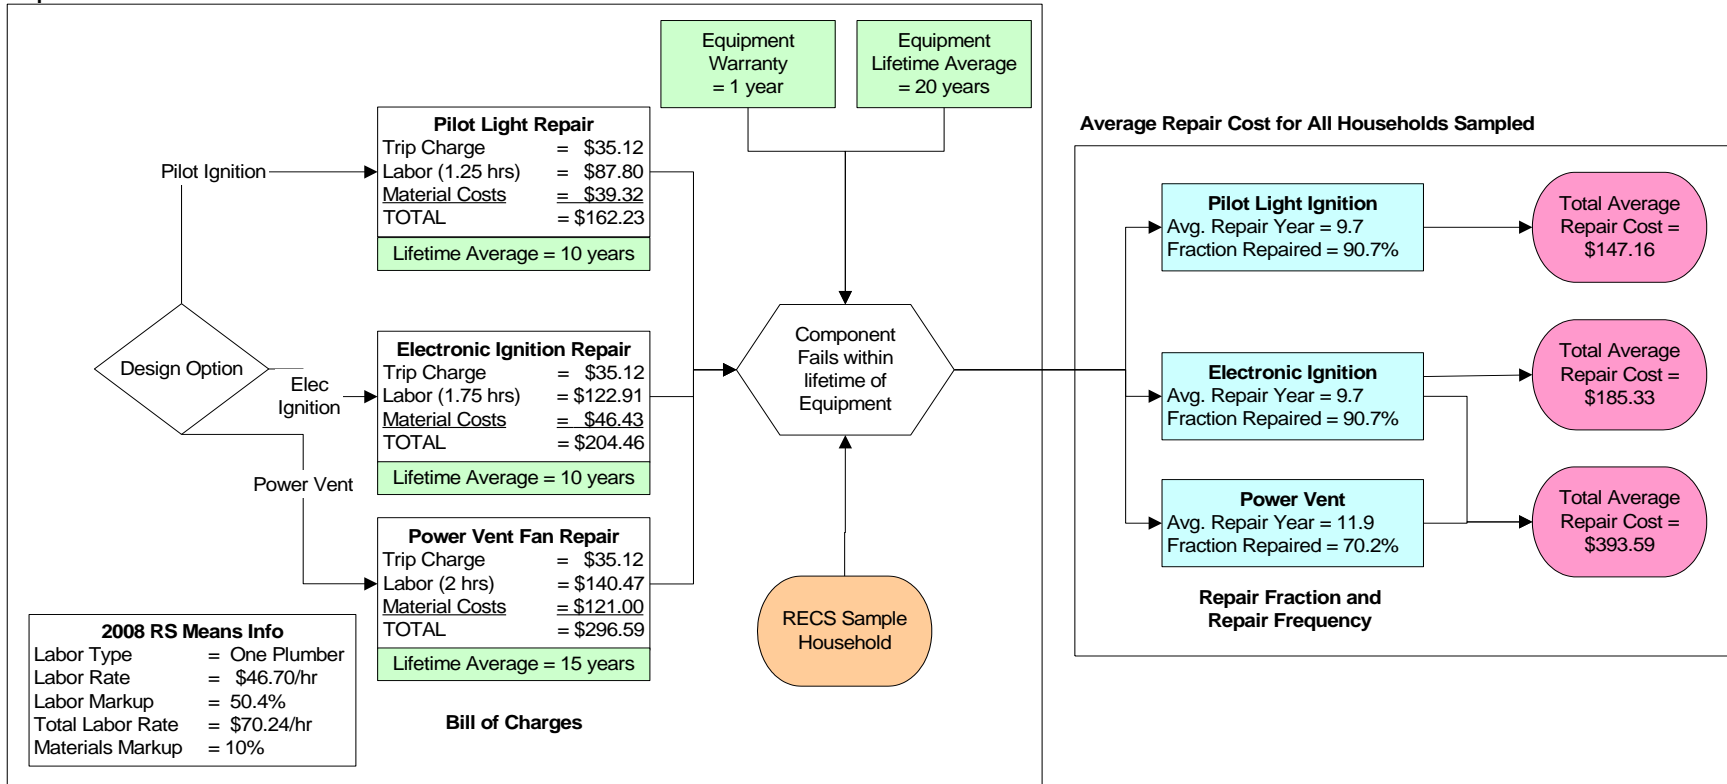 Equipment
Warranty
= 1 year
Equipment
Lifetime Average
= 20 years
Pilot Ignition
Pilot Light Repair
Trip Charge = $35.12
Labor (1.25 hrs) = $87.80
Material Costs = $39.32
TOTAL = $162.23
Lifetime Average = 10 years
Design Option
Elec
Ignition
Electronic Ignition Repair
Trip Charge = $35.12
Labor (1.75 hrs) = $122.91
Material Costs = $46.43
TOTAL = $204.46
Lifetime Average = 10 years
Power Vent
Power Vent Fan Repair
Trip Charge = $35.12
Labor (2 hrs) = $140.47
Material Costs = $121.00
TOTAL = $296.59
Lifetime Average = 15 years
2008 RS Means Info
Labor Type = One Plumber
Labor Rate = $46.70/hr
Labor Markup = 50.4%
Total Labor Rate = $70.24/hr
Materials Markup = 10%
Bill of Charges
Component
Fails within
lifetime of
Equipment
RECS Sample
Household
Average Repair Cost for All Households Sampled
Pilot Light Ignition
Avg. Repair Year = 9.7
Fraction Repaired = 90.7%
Total Average
Repair Cost =
$147.16
Electronic Ignition
Avg. Repair Year = 9.7
Fraction Repaired = 90.7%
Total Average
Repair Cost =
$185.33
Power Vent
Avg. Repair Year = 11.9
Fraction Repaired = 70.2%
Total Average
Repair Cost =
$393.59
Repair Fraction and
Repair Frequency